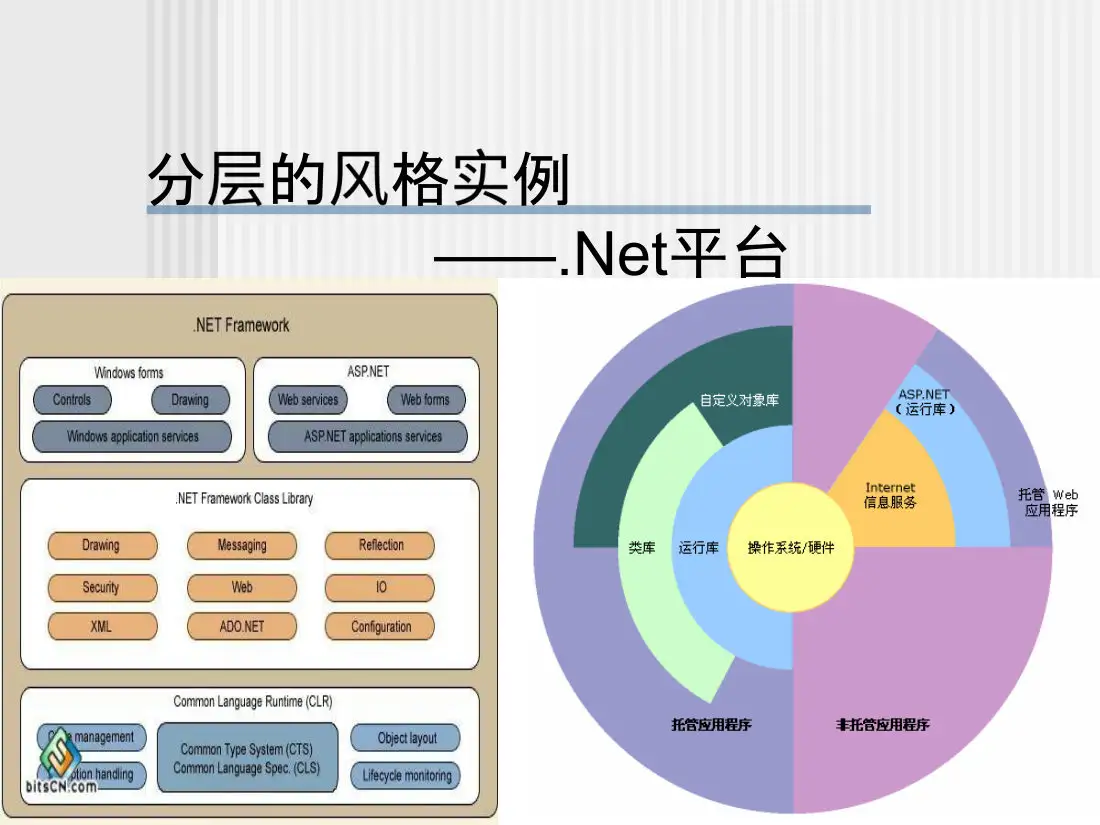 分层的风格实例
——.Net平台
.NET Framework
Windows forms
Controls
Drawing
Windows application services
ASP.NET
Web services
Web forms
ASP.NET applications services
.NET Framework Class Library
Drawing
Messaging
Reflection
Security
Web
IO
XML
ADO.NET
Configuration
Common Language Runtime (CLR)
management
Common Type System (CTS)
Common Language Spec. (CLS)
Object layout
handling
Lifecycle monitoring
bitsCN.com
自定义对象库
ASP.NET
（运行库）
Internet
信息服务
托管 Web
应用程序
类库
运行库
操作系统/硬件
托管应用程序
非托管应用程序